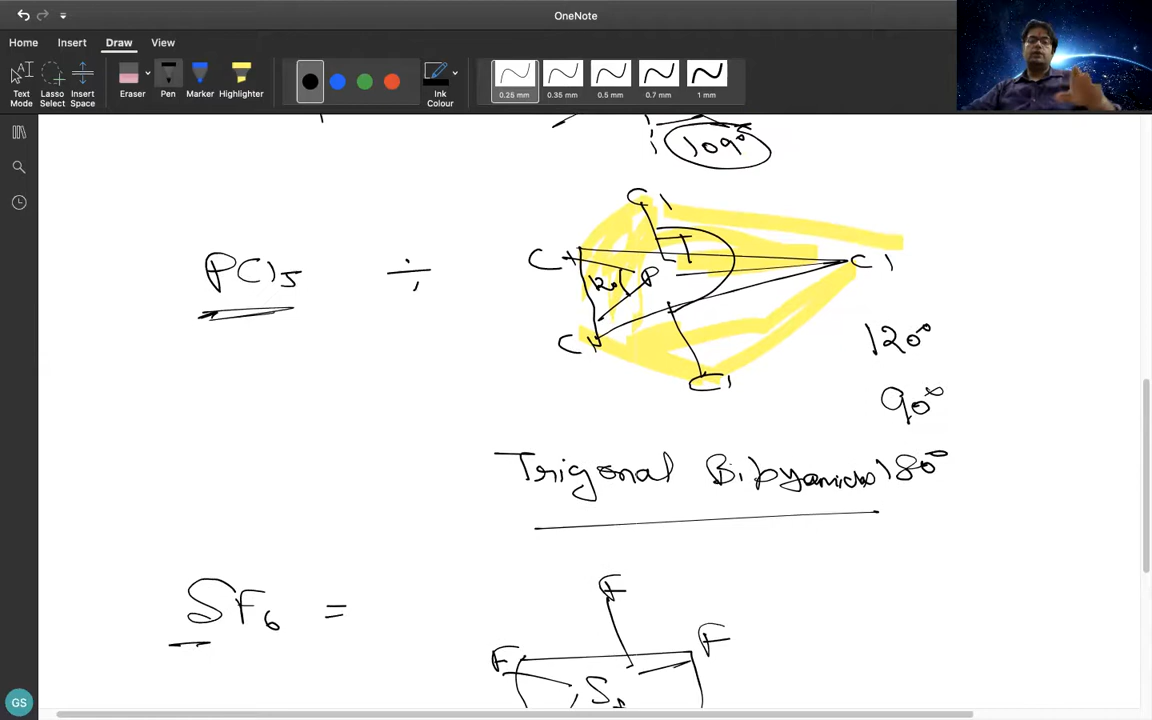 OneNote
Home Insert Draw View
Text Mode Lasso Select Insert Space Eraser Pen Marker Highlighter Ink Colour 0.25 mm 0.35 mm 0.5 mm 0.7 mm 1 mm
109°
Cl
PCl5 ÷ Cl P Cl
120
Cl 120°
Cl 90°
Trigonal 180°
F
SF6 = F
F
S
GS